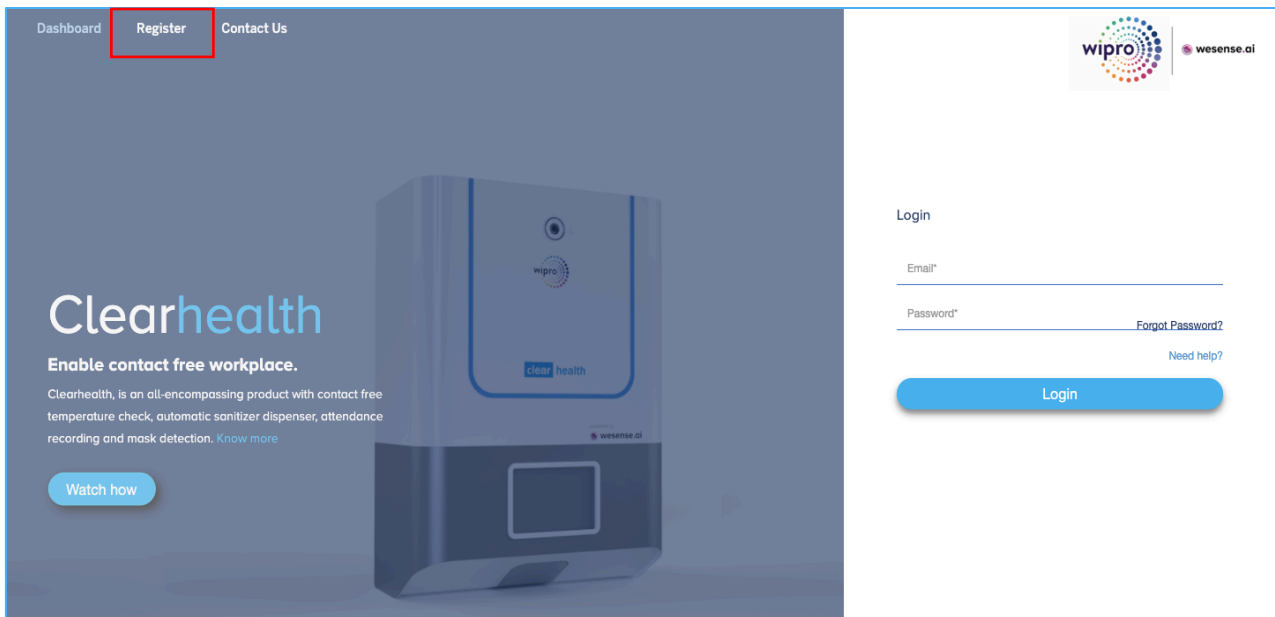 Dashboard Register Contact Us
wipro wesense.ai
wipro
clear health
wesense.ai
Clearhealth
Enable contact free workplace.
Clearhealth, is an all-encompassing product with contact free
temperature check, automatic sanitizer dispenser, attendance
recording and mask detection. Know more
Watch how
Login
Email*
Password*
Forgot Password?
Need help?
Login